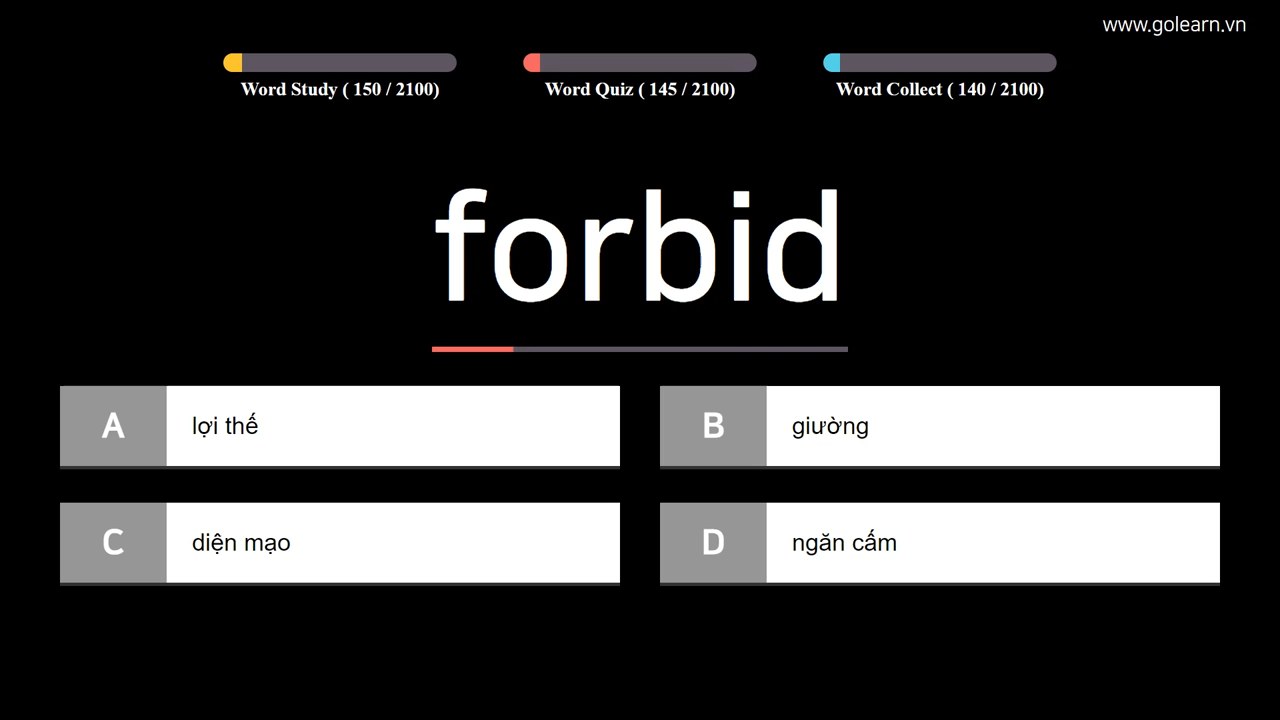 www.golearn.vn
Word Study ( 150 / 2100)
Word Quiz ( 145 / 2100)
Word Collect ( 140 / 2100)
forbid
A lợi thế
B giường
C diện mạo
D ngăn cấm